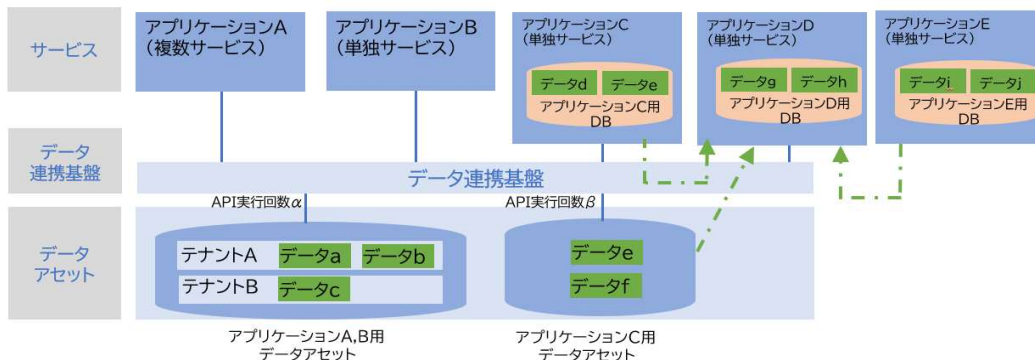 サービス
アプリケーションA
(複数サービス)
アプリケーションB
(単独サービス)
アプリケーションC
(単独サービス)
データd
データe
アプリケーションC用
DB
アプリケーションD
(単独サービス)
データg
データh
アプリケーションD用
DB
アプリケーションE
(単独サービス)
データi
データj
アプリケーションE用
DB
データ
連携基盤
データ連携基盤
API実行回数α
API実行回数β
データ
アセット
テナントA
データa
データb
テナントB
データc
データe
データf
アプリケーションA,B用
データアセット
アプリケーションC用
データアセット